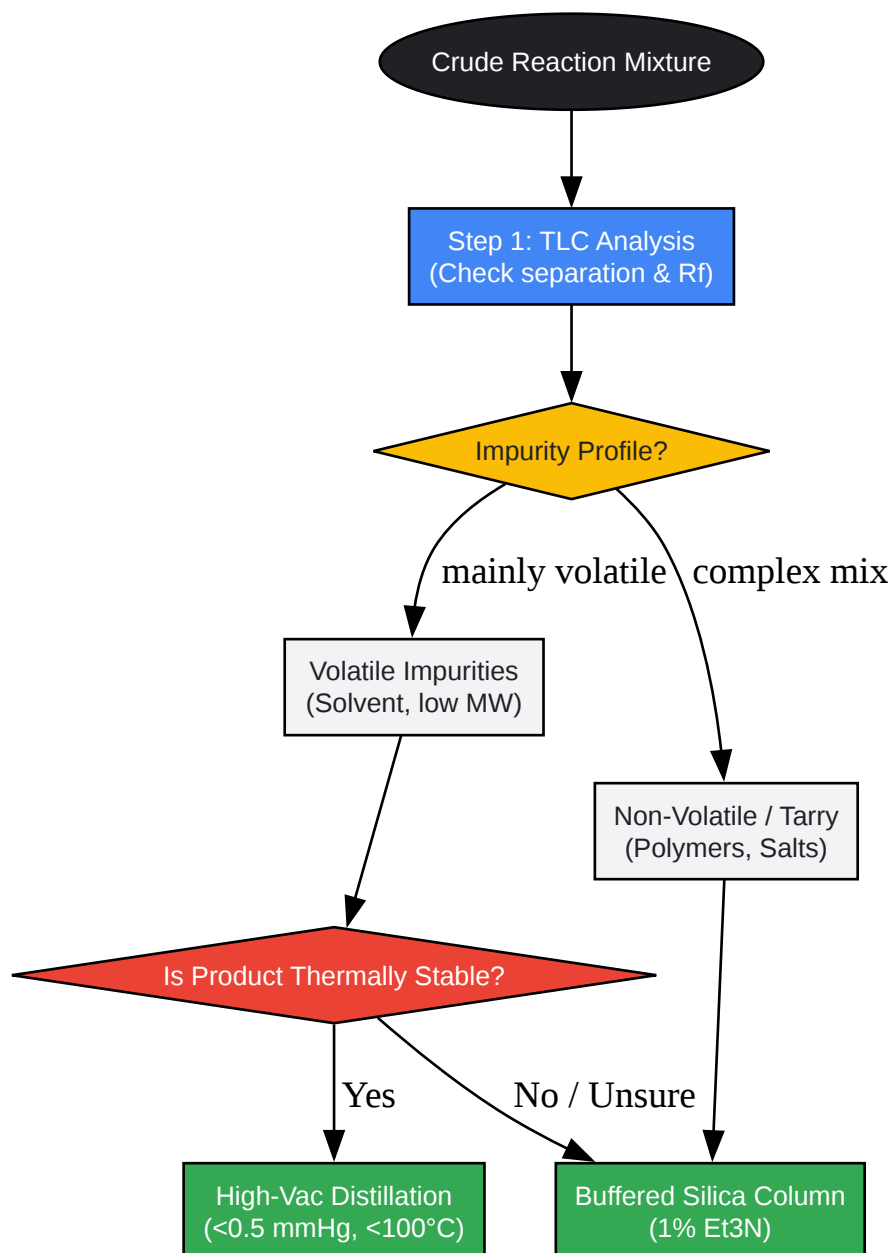 Crude Reaction Mixture
Step 1: TLC Analysis
(Check separation & Rf)
Impurity Profile?
mainly volatile
complex mix
Volatile Impurities
(Solvent, low MW)
Non-Volatile / Tarry
(Polymers, Salts)
Is Product Thermally Stable?
Yes
No / Unsure
High-Vac Distillation
(<0.5 mmHg, <100°C)
Buffered Silica Column
(1% Et3N)